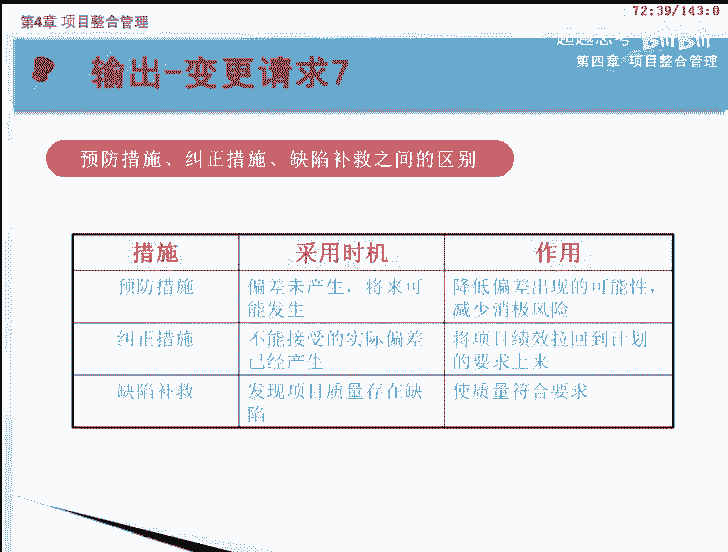 第4章 项目整合管理
72:39/143:0
超越思考 bilibili
第四章 项目整合管理
输出-变更请求7
预防措施、纠正措施、缺陷补救之间的区别
措施 采用时机 作用
预防措施 偏差未产生，将来可 降低偏差出现的可能性，
能发生 减少消极风险
纠正措施 不能接受的实际偏差 将项目绩效拉回到计划
已经产生 的要求上来
缺陷补救 发现项目质量存在缺 使质量符合要求
陷